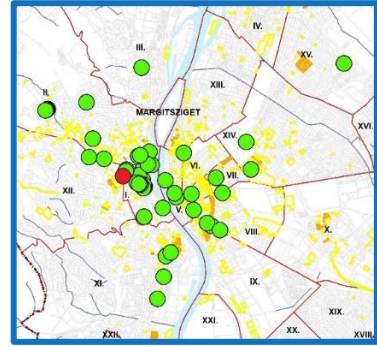 IV.
III.
XV.
XIII.
II.
MARGITSZIGET
XVI.
XIV.
VI.
VII.
XII.
I.
V.
VIII.
X.
XI.
IX.
XXI.
XIX.
XX.
XXII.
XVIII.